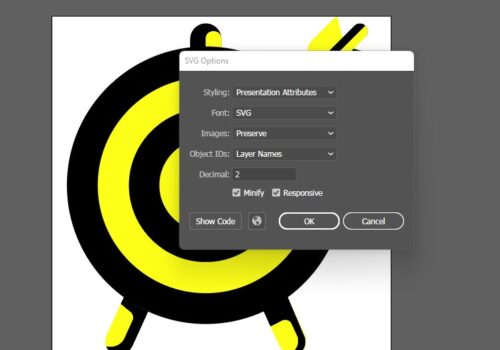 SVG Options
Styling: Presentation Attributes
Font: SVG
Images: Preserve
Object IDs: Layer Names
Decimal: 2
Minify Responsive
Show Code OK Cancel